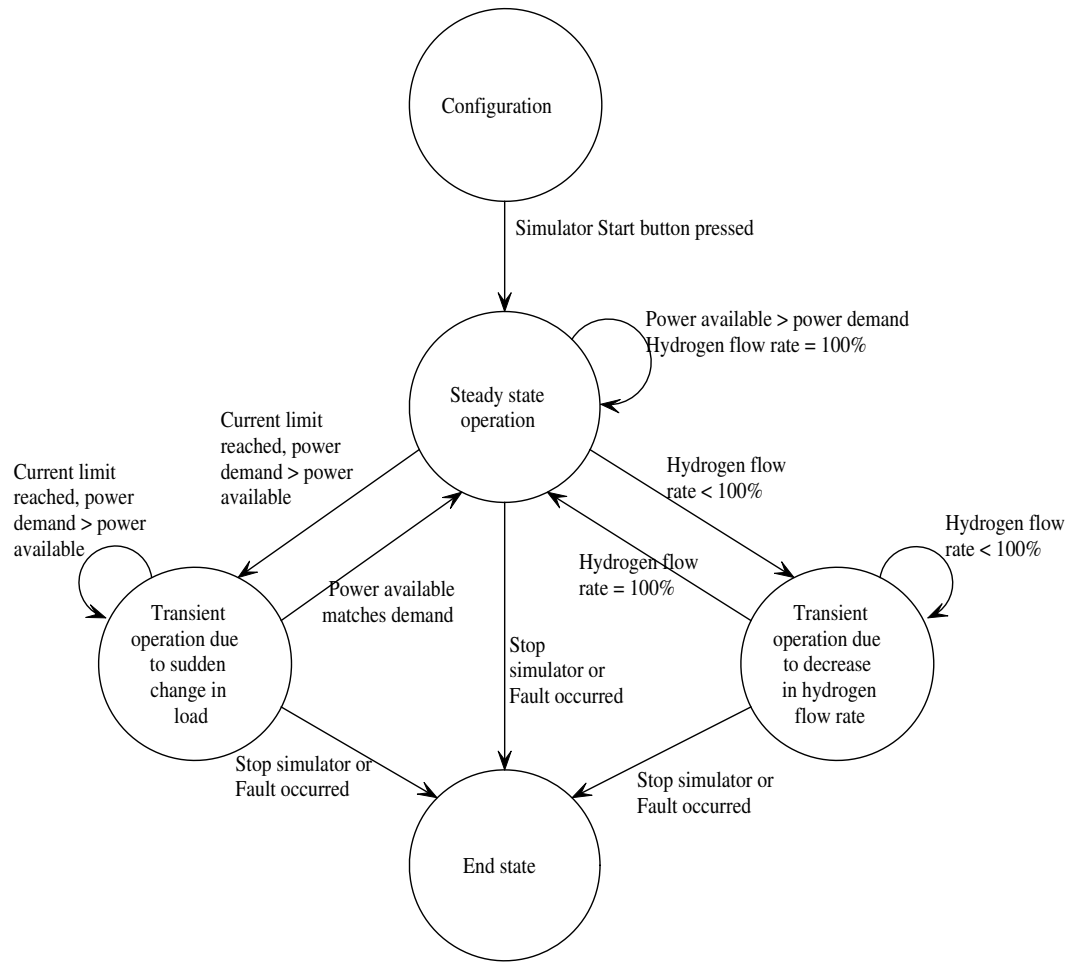 Configuration
Simulator Start button pressed
Power available > power demand
Hydrogen flow rate = 100%
Steady state
operation
Current limit
reached, power
demand > power
available
Hydrogen flow
rate < 100%
Current limit
reached, power
demand > power
available
Hydrogen flow
rate < 100%
Hydrogen flow
rate = 100%
Power available
matches demand
Transient
operation due
to sudden
change in
load
Stop
simulator or
Fault occurred
Transient
operation due
to decrease
in hydrogen
flow rate
Stop simulator or
Fault occurred
Stop simulator or
Fault occurred
End state